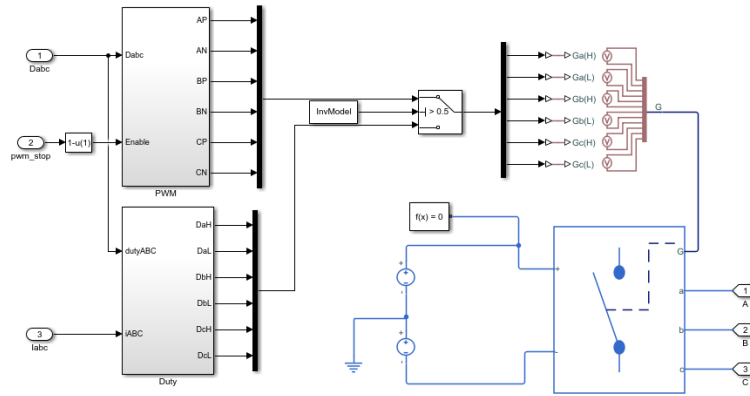 AP
1
Dabc
AN
Dabc
BP
BN
2
Enable
CP
pwm_stop
1-u(1)
CN
PWM
InvModel
> 0.5
Ga(H)
Ga(L)
Gb(H)
Gb(L)
Gc(H)
Gc(L)
V
V
V
V
V
V
G
DaH
dutyABC
DaL
DbH
DbL
3
iABC
DcH
Iabc
DcL
Duty
f(x) = 0
+
-
+
-
+
-
G
a
1
A
b
2
B
c
3
C